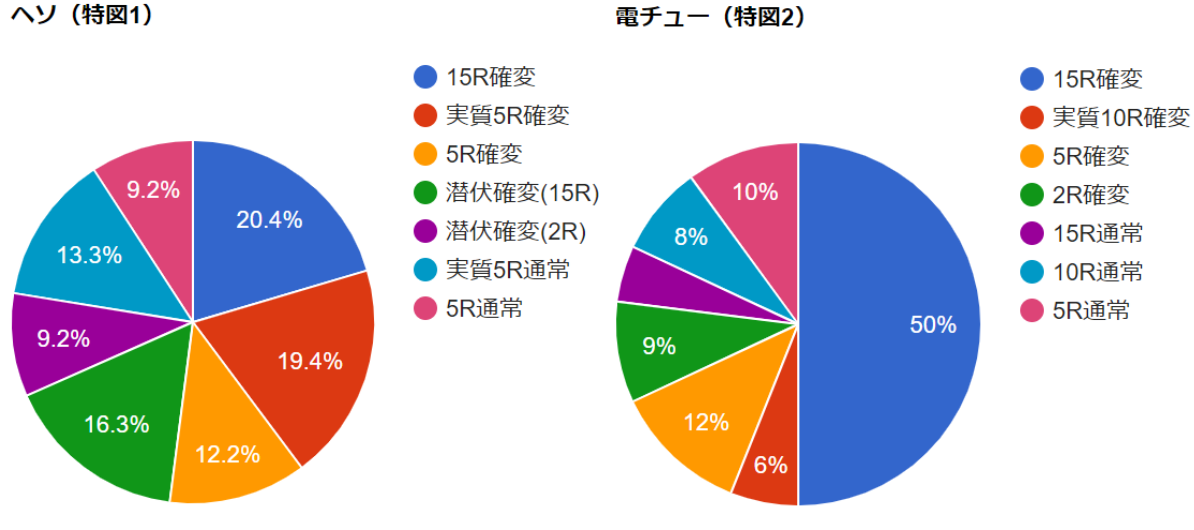 ヘソ（特図1）
15R確変
実質5R確変
5R確変
潜伏確変(15R)
潜伏確変(2R)
実質5R通常
5R通常
20.4%
19.4%
12.2%
16.3%
9.2%
13.3%
9.2%
電チュー（特図2）
15R確変
実質10R確変
5R確変
2R確変
15R通常
10R通常
5R通常
50%
6%
12%
9%
8%
10%